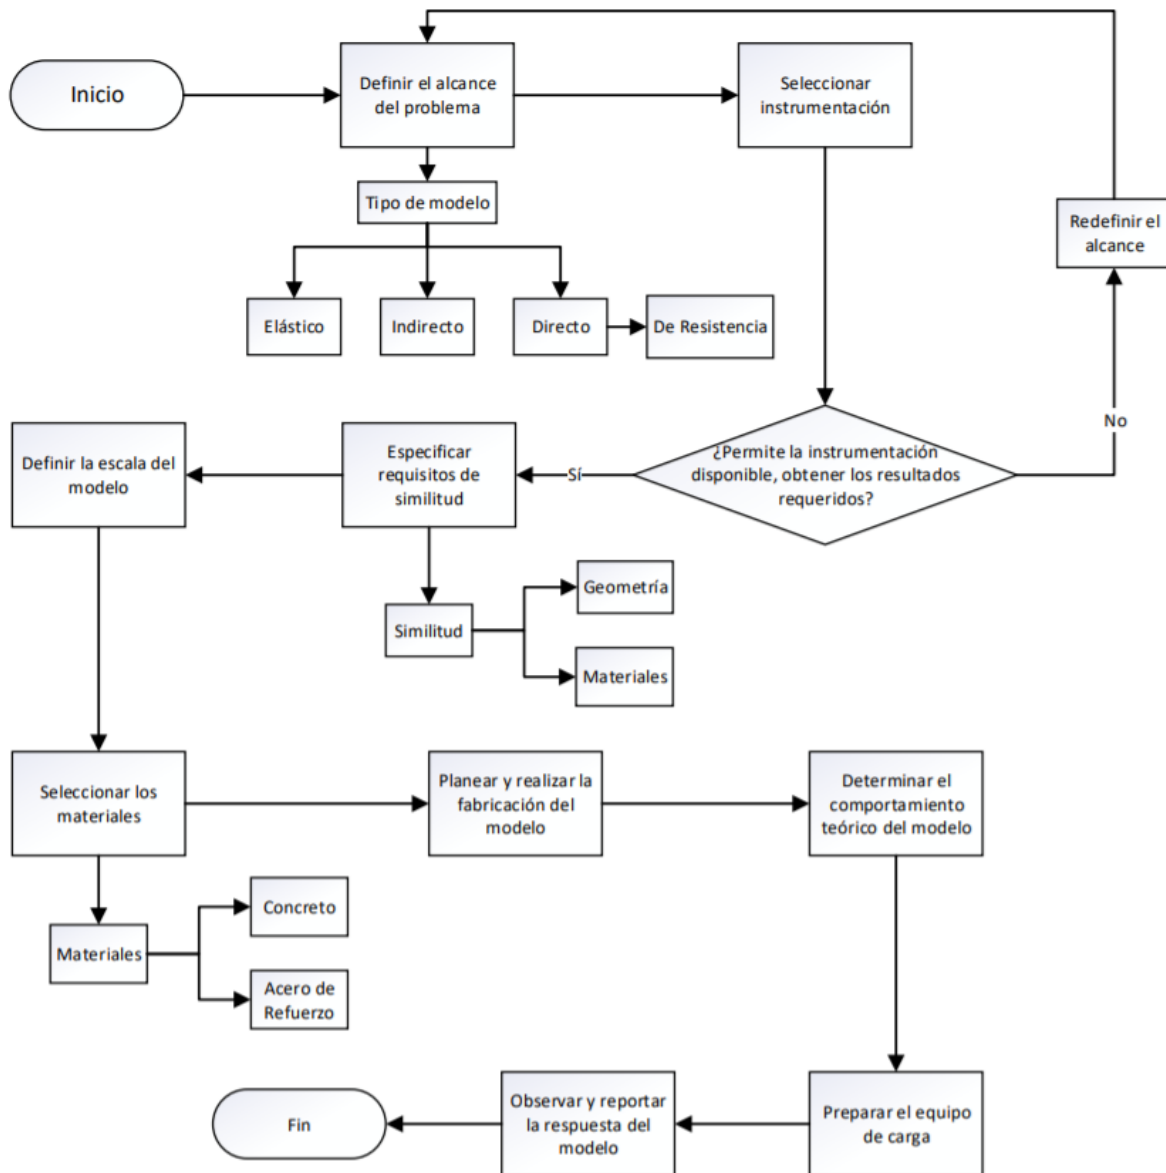 Inicio
Definir el alcance
del problema
Seleccionar
instrumentación
Tipo de modelo
Redefinir el
alcance
Elástico
Indirecto
Directo
De Resistencia
No
Definir la escala del
modelo
Especificar
requisitos de
similitud
Sí
¿Permite la instrumentación
disponible, obtener los resultados
requeridos?
Geometría
Similitud
Materiales
Seleccionar los
materiales
Planear y realizar la
fabricación del
modelo
Determinar el
comportamiento
teórico del modelo
Concreto
Materiales
Acero de
Refuerzo
Fin
Observar y reportar
la respuesta del
modelo
Preparar el equipo
de carga